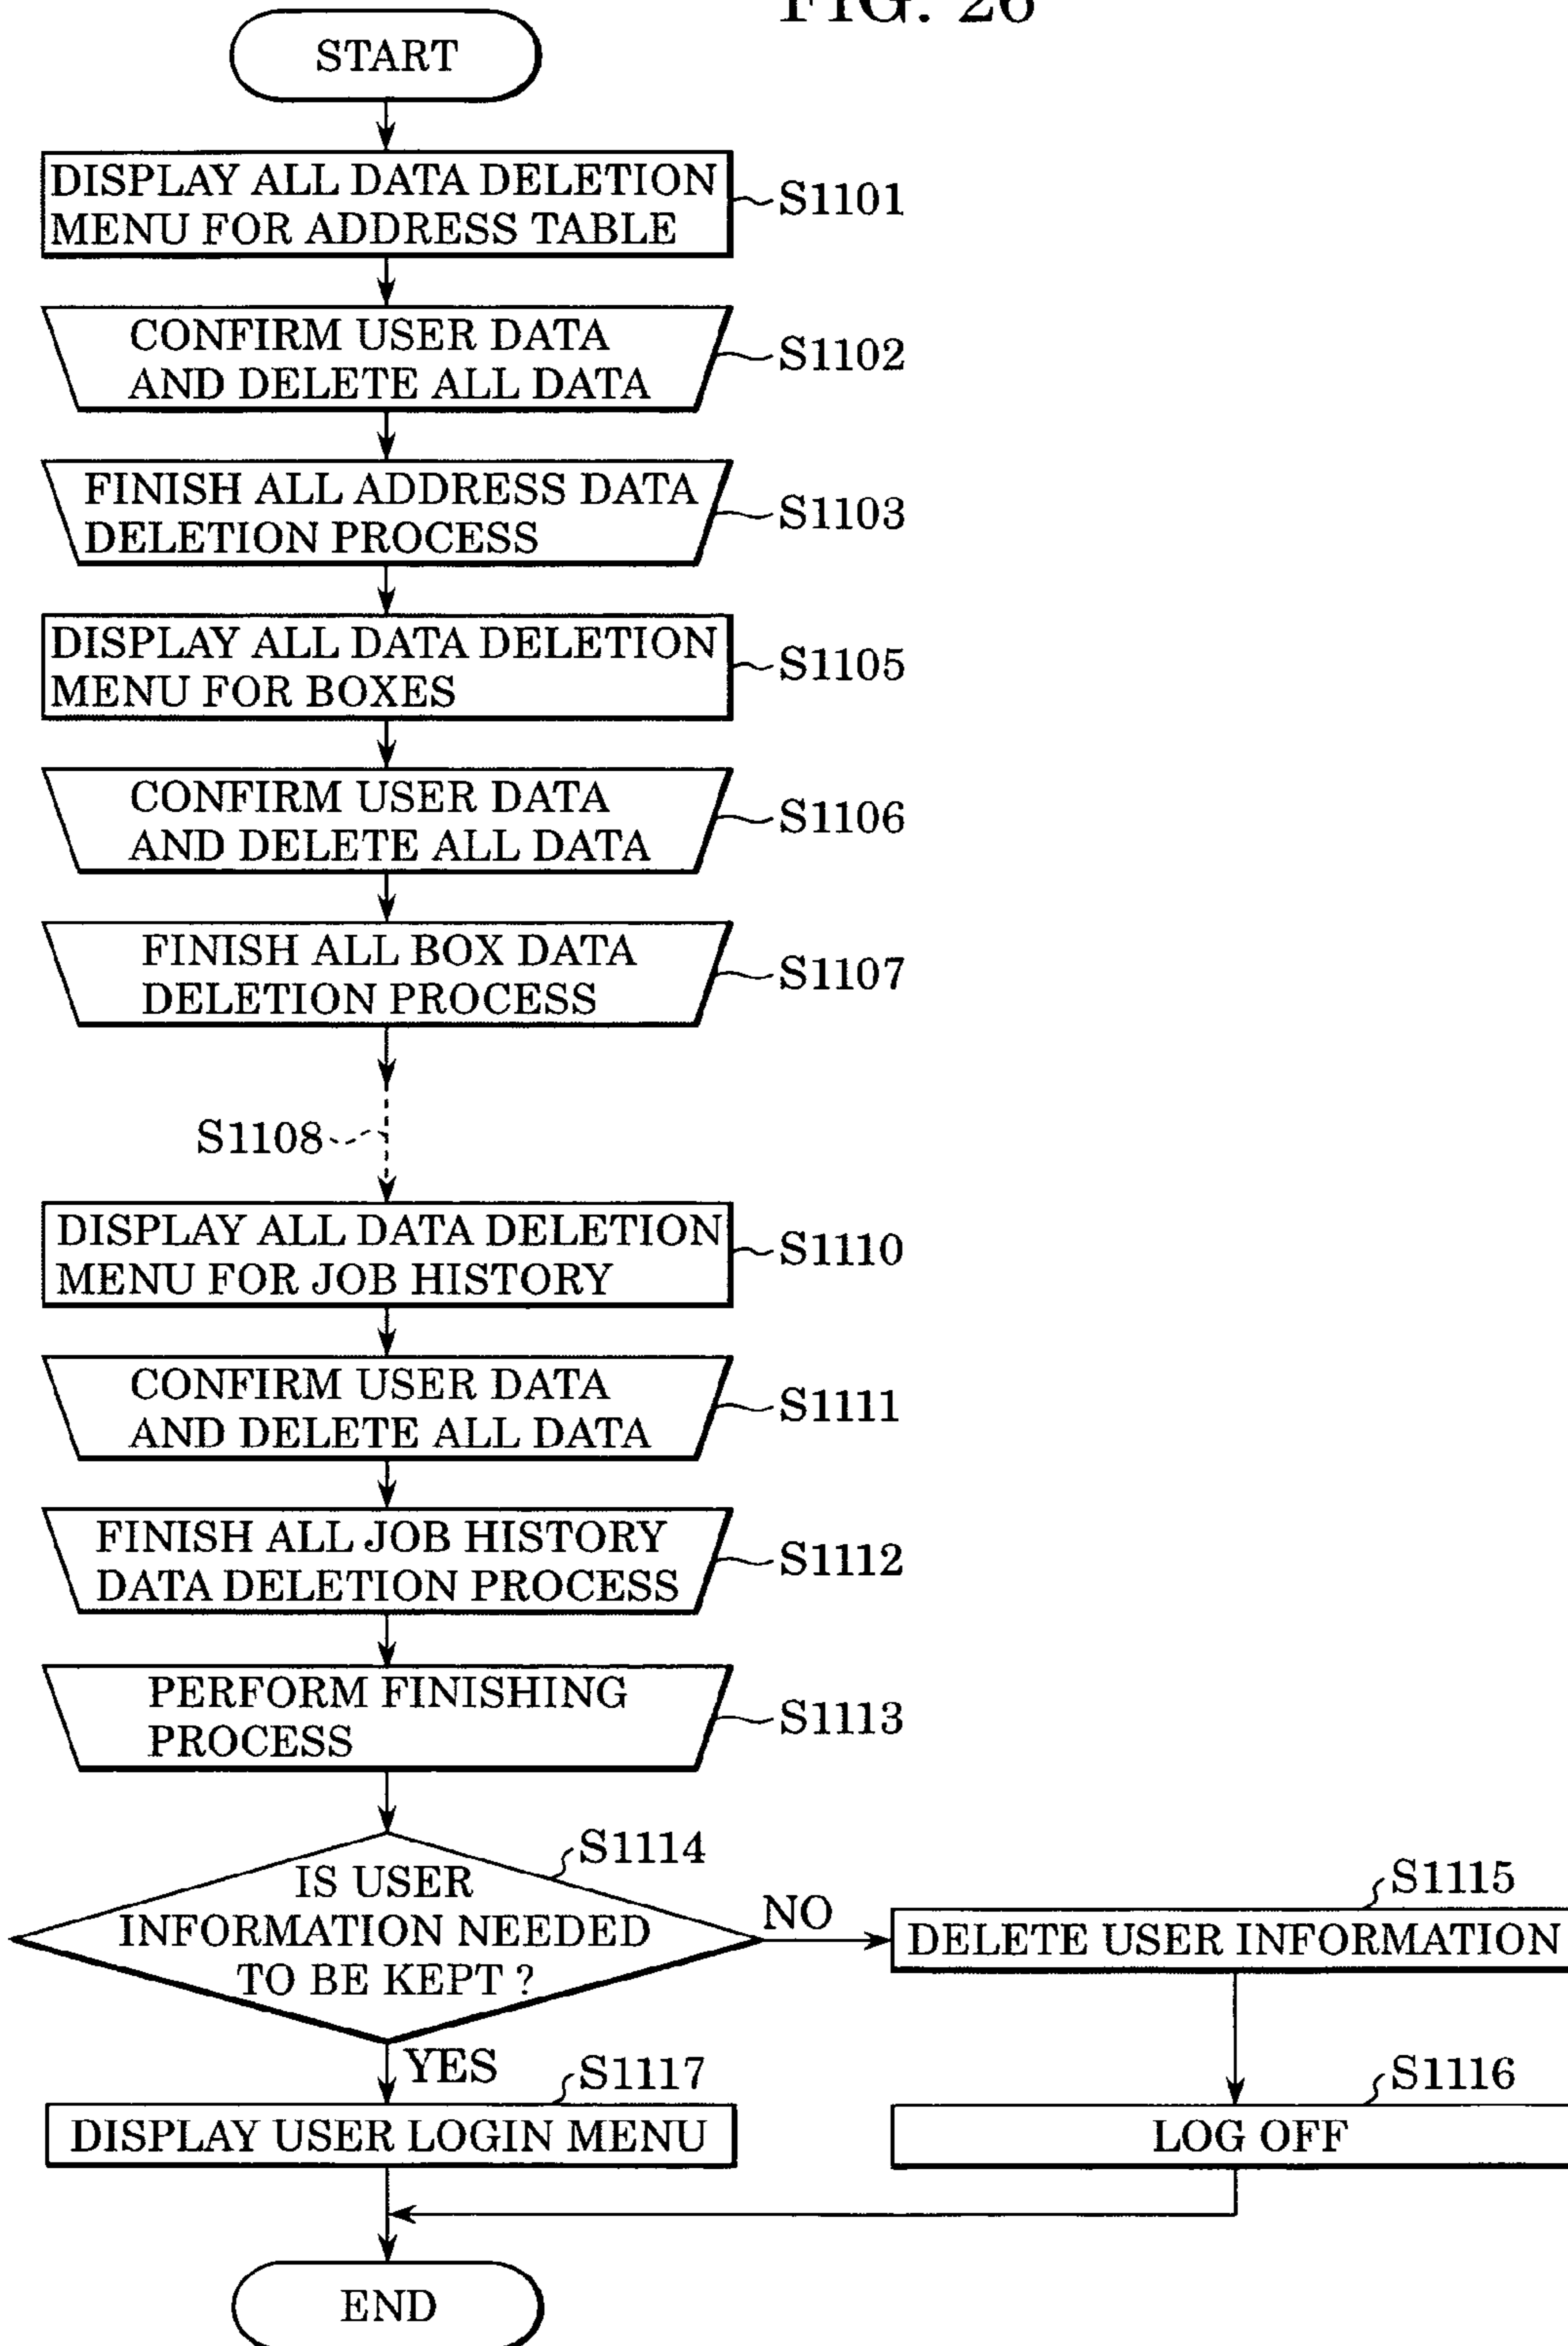 FIG. 26
START
DISPLAY ALL DATA DELETION
MENU FOR ADDRESS TABLE
S1101
CONFIRM USER DATA
AND DELETE ALL DATA
S1102
FINISH ALL ADDRESS DATA
DELETION PROCESS
S1103
DISPLAY ALL DATA DELETION
MENU FOR BOXES
S1105
CONFIRM USER DATA
AND DELETE ALL DATA
S1106
FINISH ALL BOX DATA
DELETION PROCESS
S1107
S1108
DISPLAY ALL DATA DELETION
MENU FOR JOB HISTORY
S1110
CONFIRM USER DATA
AND DELETE ALL DATA
S1111
FINISH ALL JOB HISTORY
DATA DELETION PROCESS
S1112
PERFORM FINISHING
PROCESS
S1113
S1114
IS USER
INFORMATION NEEDED
TO BE KEPT ?
NO
S1115
DELETE USER INFORMATION
YES
S1117
DISPLAY USER LOGIN MENU
S1116
LOG OFF
END